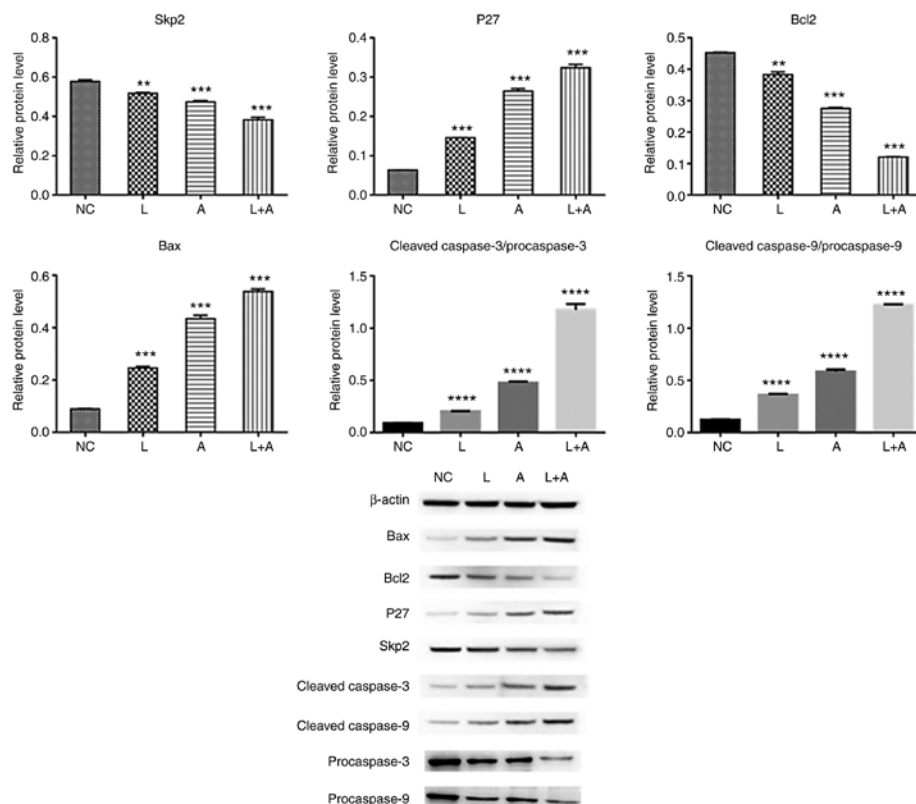 Skp2
P27
Bcl2
Relative protein level
0.8
0.6
0.4
0.2
0.0
**
***
***
NC L A L+A
Relative protein level
0.4
0.3
0.2
0.1
0.0
***
***
***
NC L A L+A
Relative protein level
0.5
0.4
0.3
0.2
0.1
0.0
**
***
***
NC L A L+A
Bax
Cleaved caspase-3/procaspase-3
Cleaved caspase-9/procaspase-9
Relative protein level
0.6
0.4
0.2
0.0
***
***
***
NC L A L+A
Relative protein level
1.5
1.0
0.5
0.0
****
****
****
NC L A L+A
Relative protein level
1.5
1.0
0.5
0.0
****
****
****
NC L A L+A
NC L A L+A
β-actin
Bax
Bcl2
P27
Skp2
Cleaved caspase-3
Cleaved caspase-9
Procaspase-3
Procaspase-9